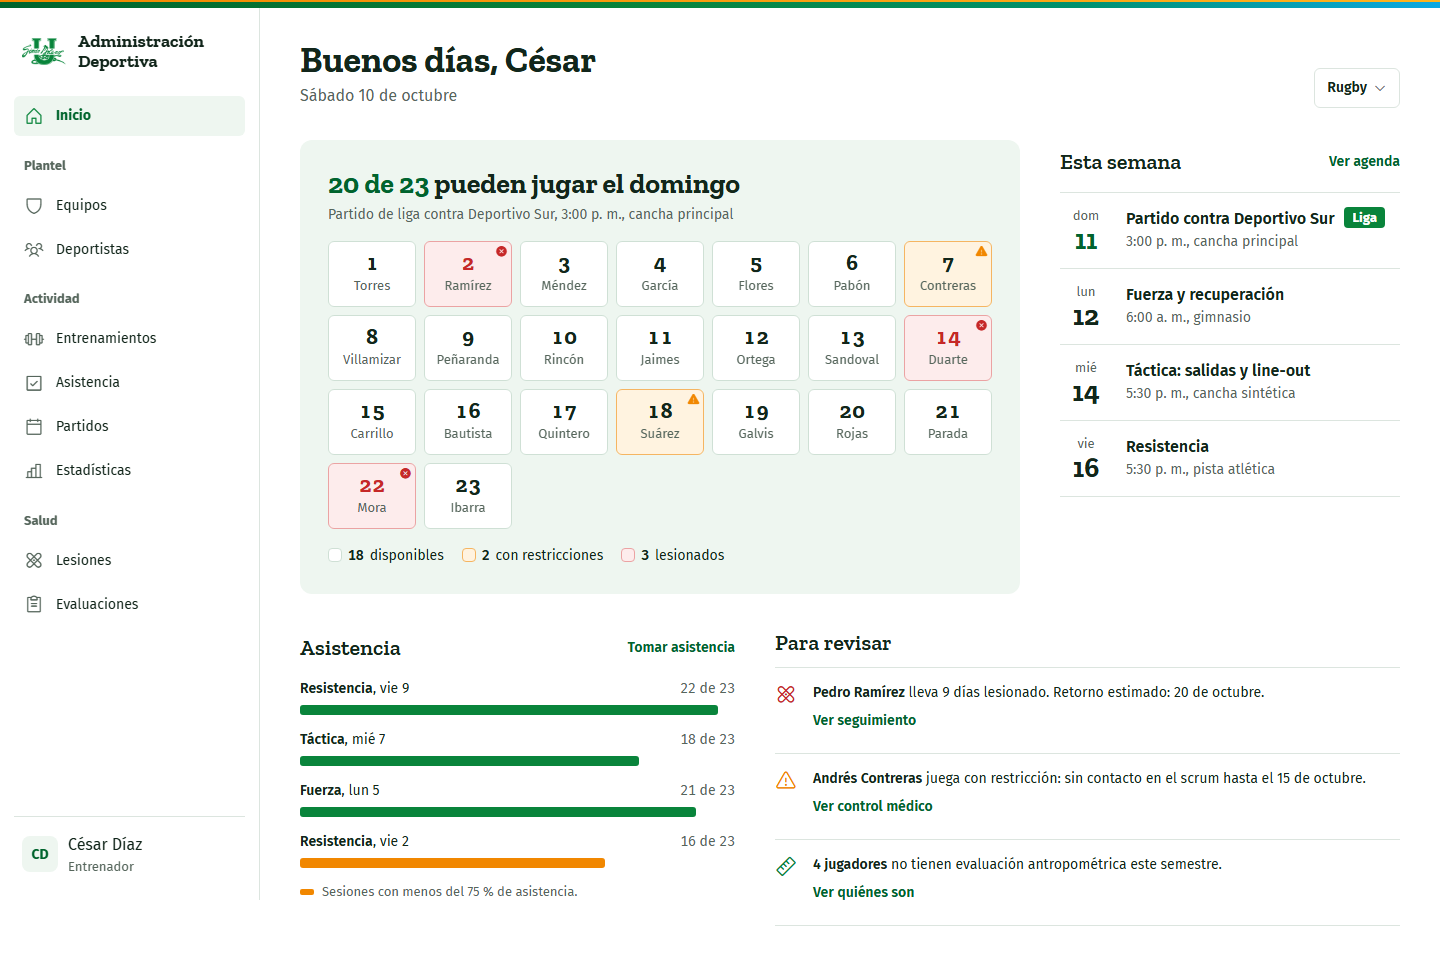 Administración
Deportiva
Inicio
Plantel
Equipos
Deportistas
Actividad
Entrenamientos
Asistencia
Partidos
Estadísticas
Salud
Lesiones
Evaluaciones
CD
César Díaz
Entrenador
Buenos días, César
Sábado 10 de octubre
Rugby
20 de 23 pueden jugar el domingo
Partido de liga contra Deportivo Sur, 3:00 p. m., cancha principal
1 2 3 4 5 6 7
Torres Ramírez Méndez García Flores Pabón Contreras
8 9 10 11 12 13 14
Villamizar Peñaranda Rincón Jaimes Ortega Sandoval Duarte
15 16 17 18 19 20 21
Carrillo Bautista Quintero Suárez Galvis Rojas Parada
22 23
Mora Ibarra
18 disponibles 2 con restricciones 3 lesionados
Esta semana Ver agenda
dom
11
Partido contra Deportivo Sur Liga
3:00 p. m., cancha principal
lun
12
Fuerza y recuperación
6:00 a. m., gimnasio
mié
14
Táctica: salidas y line-out
5:30 p. m., cancha sintética
vie
16
Resistencia
5:30 p. m., pista atlética
Asistencia Tomar asistencia
Resistencia, vie 9 22 de 23
Táctica, mié 7 18 de 23
Fuerza, lun 5 21 de 23
Resistencia, vie 2 16 de 23
Sesiones con menos del 75 % de asistencia.
Para revisar
Pedro Ramírez lleva 9 días lesionado. Retorno estimado: 20 de octubre.
Ver seguimiento
Andrés Contreras juega con restricción: sin contacto en el scrum hasta el 15 de octubre.
Ver control médico
4 jugadores no tienen evaluación antropométrica este semestre.
Ver quiénes son